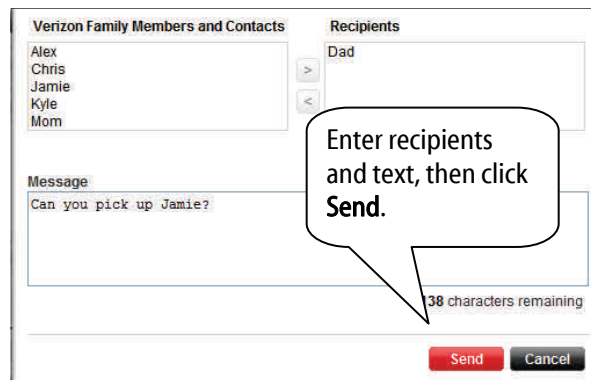 Verizon Family Members and Contacts Recipients
Alex
Chris
Jamie
Kyle
Mom
Dad
>
<
Enter recipients
and text, then click
Send.
Message
Can you pick up Jamie?
138 characters remaining
Send Cancel